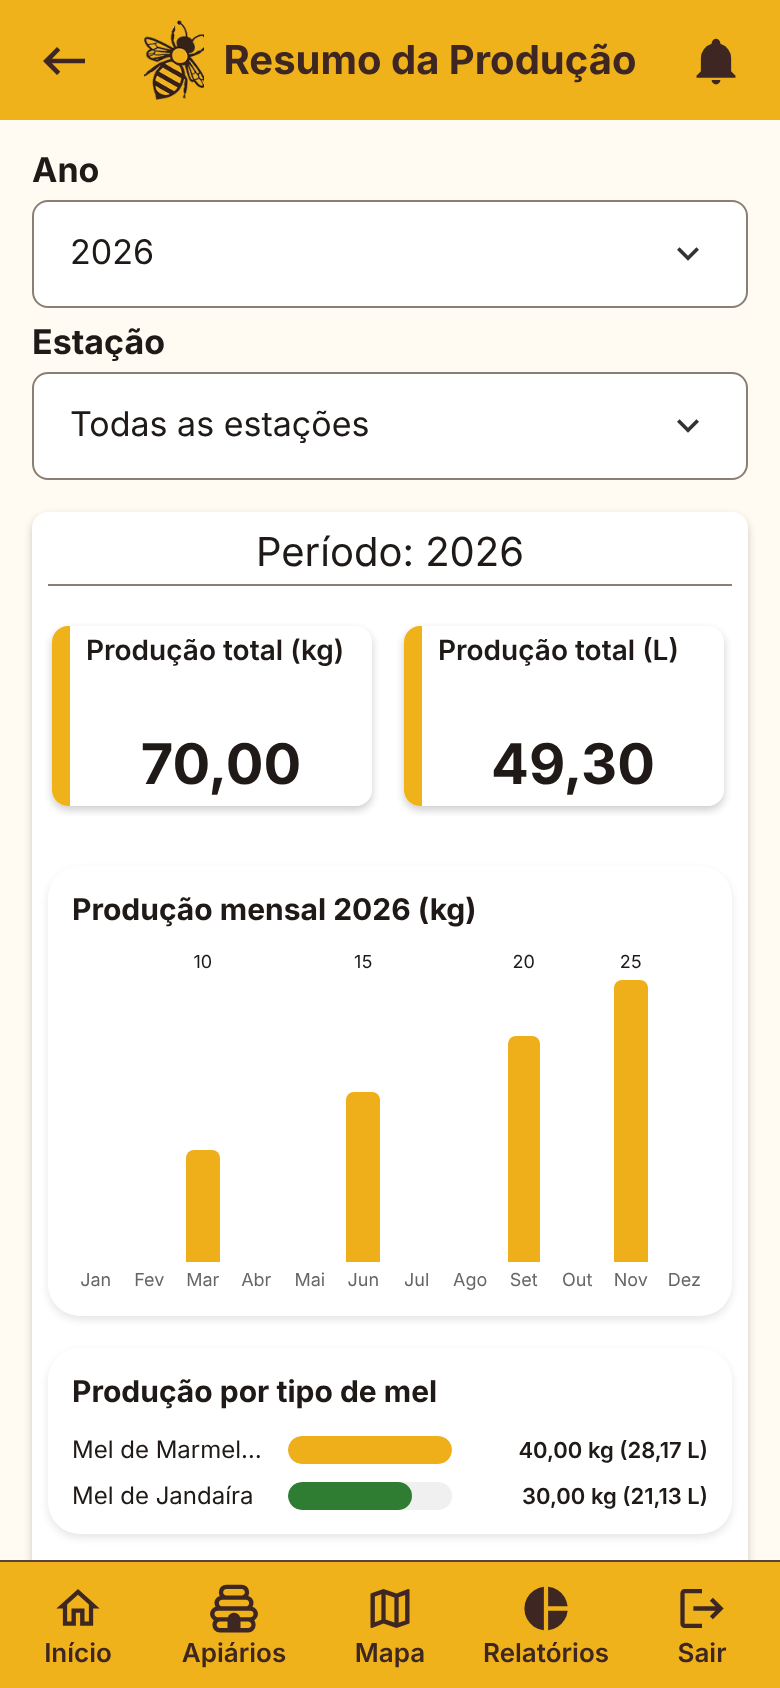 Resumo da Produção
Ano
2026
Estação
Todas as estações
Período: 2026
Produção total (kg)
70,00
Produção total (L)
49,30
Produção mensal 2026 (kg)
10 15 20 25
Jan Fev Mar Abr Mai Jun Jul Ago Set Out Nov Dez
Produção por tipo de mel
Mel de Marmel... 40,00 kg (28,17 L)
Mel de Jandaíra 30,00 kg (21,13 L)
Início Apiários Mapa Relatórios Sair